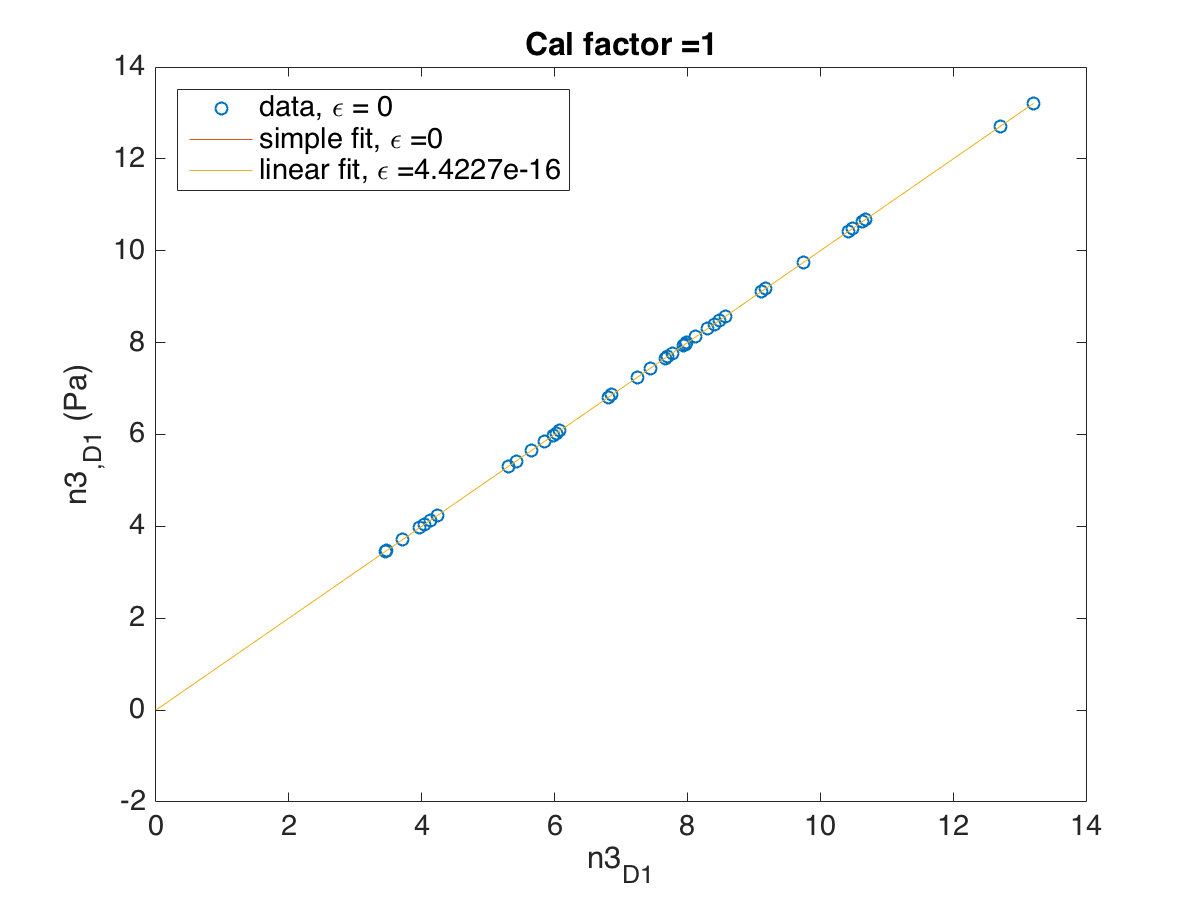 Cal factor =1
14
12
10
8
6
4
2
0
-2
data, ϵ = 0
simple fit, ϵ =0
linear fit, ϵ =4.4227e-16
n3,D1 (Pa)
0 2 4 6 8 10 12 14
n3D1